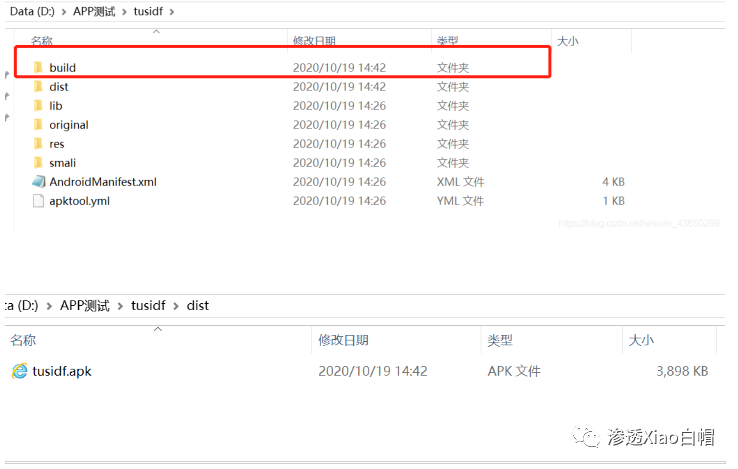 Data (D:) > APP测试 > tusidf >
名称 修改日期 类型 大小
build 2020/10/19 14:42 文件夹
dist 2020/10/19 14:42 文件夹
lib 2020/10/19 14:26 文件夹
original 2020/10/19 14:26 文件夹
res 2020/10/19 14:26 文件夹
smali 2020/10/19 14:26 文件夹
AndroidManifest.xml 2020/10/19 14:26 XML 文件 4 KB
apktool.yml 2020/10/19 14:26 YML 文件 1 KB
ta (D:) > APP测试 > tusidf > dist
名称 修改日期 类型 大小
tusidf.apk 2020/10/19 14:42 APK 文件 3,898 KB
渗透Xiao白帽